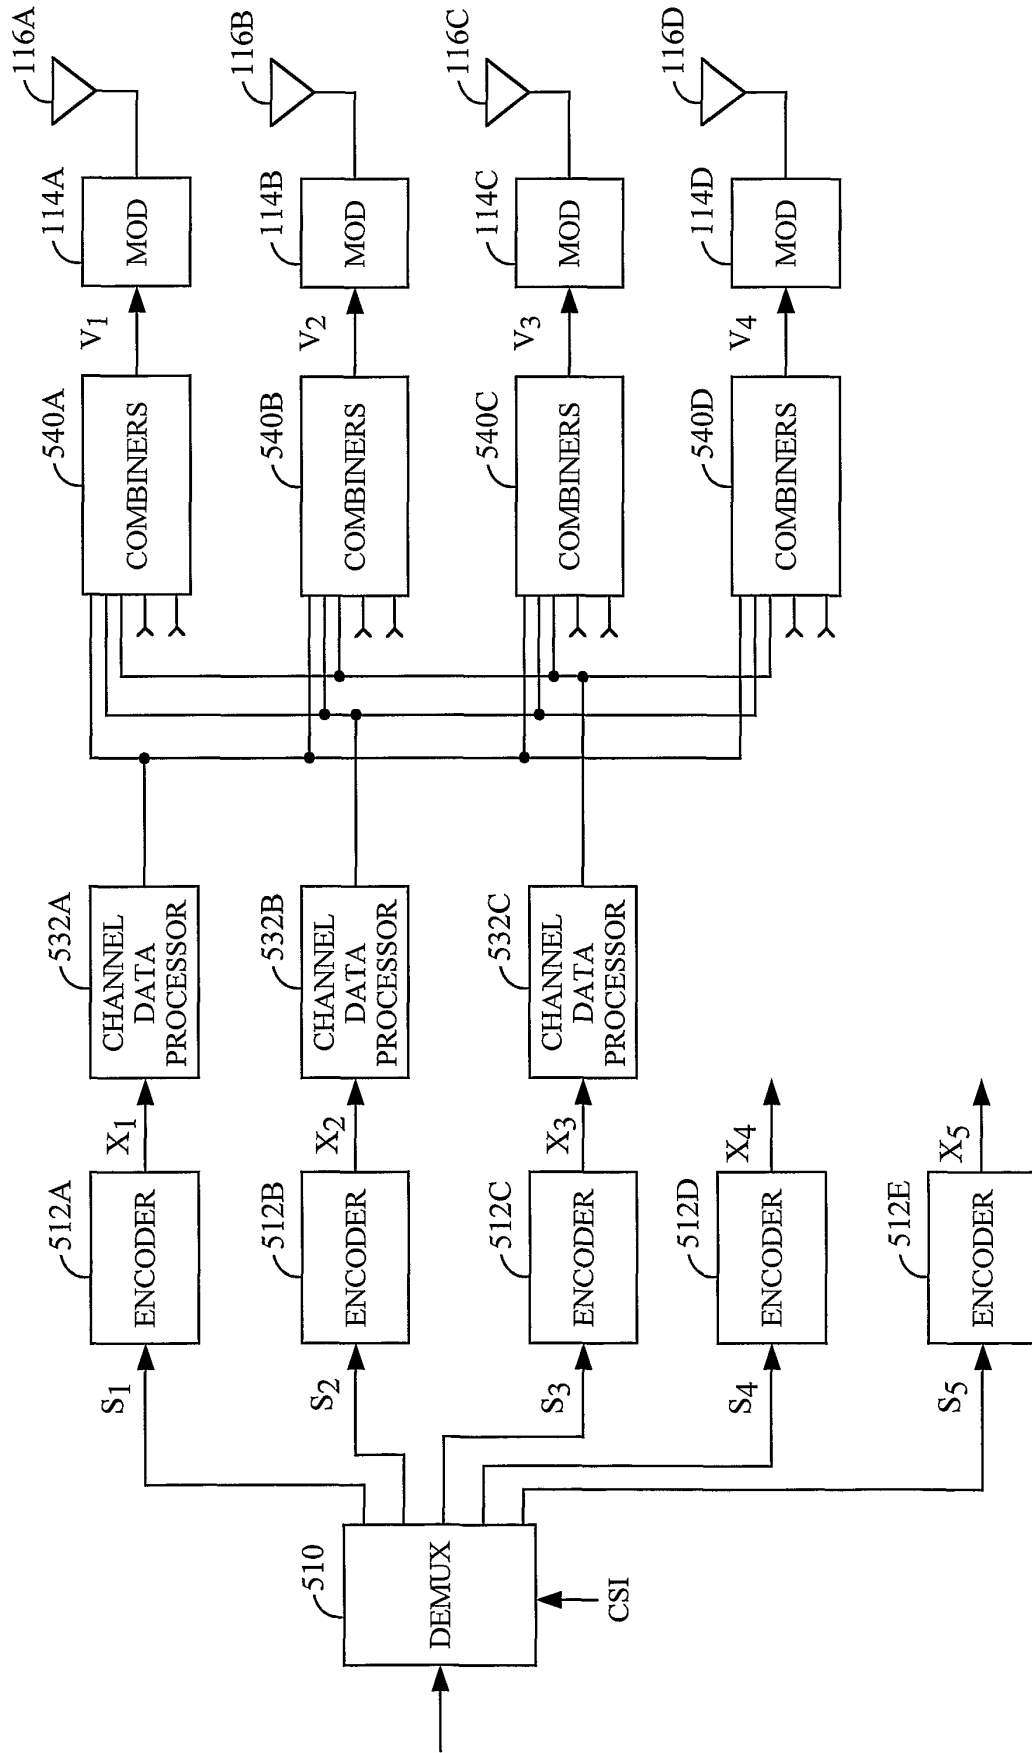 510
DEMUX
CSI
S1
S2
S3
S4
S5
512A
ENCODER
512B
ENCODER
512C
ENCODER
512D
ENCODER
512E
ENCODER
X1
X2
X3
X4
X5
532A
CHANNEL
DATA
PROCESSOR
532B
CHANNEL
DATA
PROCESSOR
532C
CHANNEL
DATA
PROCESSOR
540A
COMBINERS
540B
COMBINERS
540C
COMBINERS
540D
COMBINERS
V1
V2
V3
V4
114A
MOD
114B
MOD
114C
MOD
114D
MOD
116A
116B
116C
116D